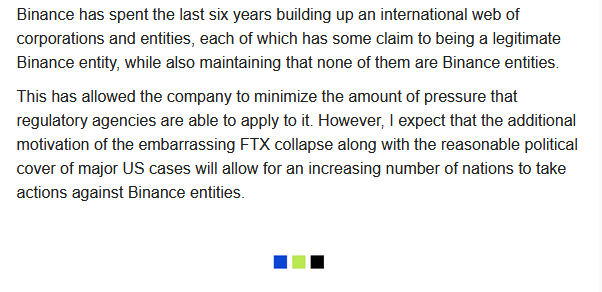 Binance has spent the last six years building up an international web of
corporations and entities, each of which has some claim to being a legitimate
Binance entity, while also maintaining that none of them are Binance entities.
This has allowed the company to minimize the amount of pressure that
regulatory agencies are able to apply to it. However, I expect that the additional
motivation of the embarrassing FTX collapse along with the reasonable political
cover of major US cases will allow for an increasing number of nations to take
actions against Binance entities.